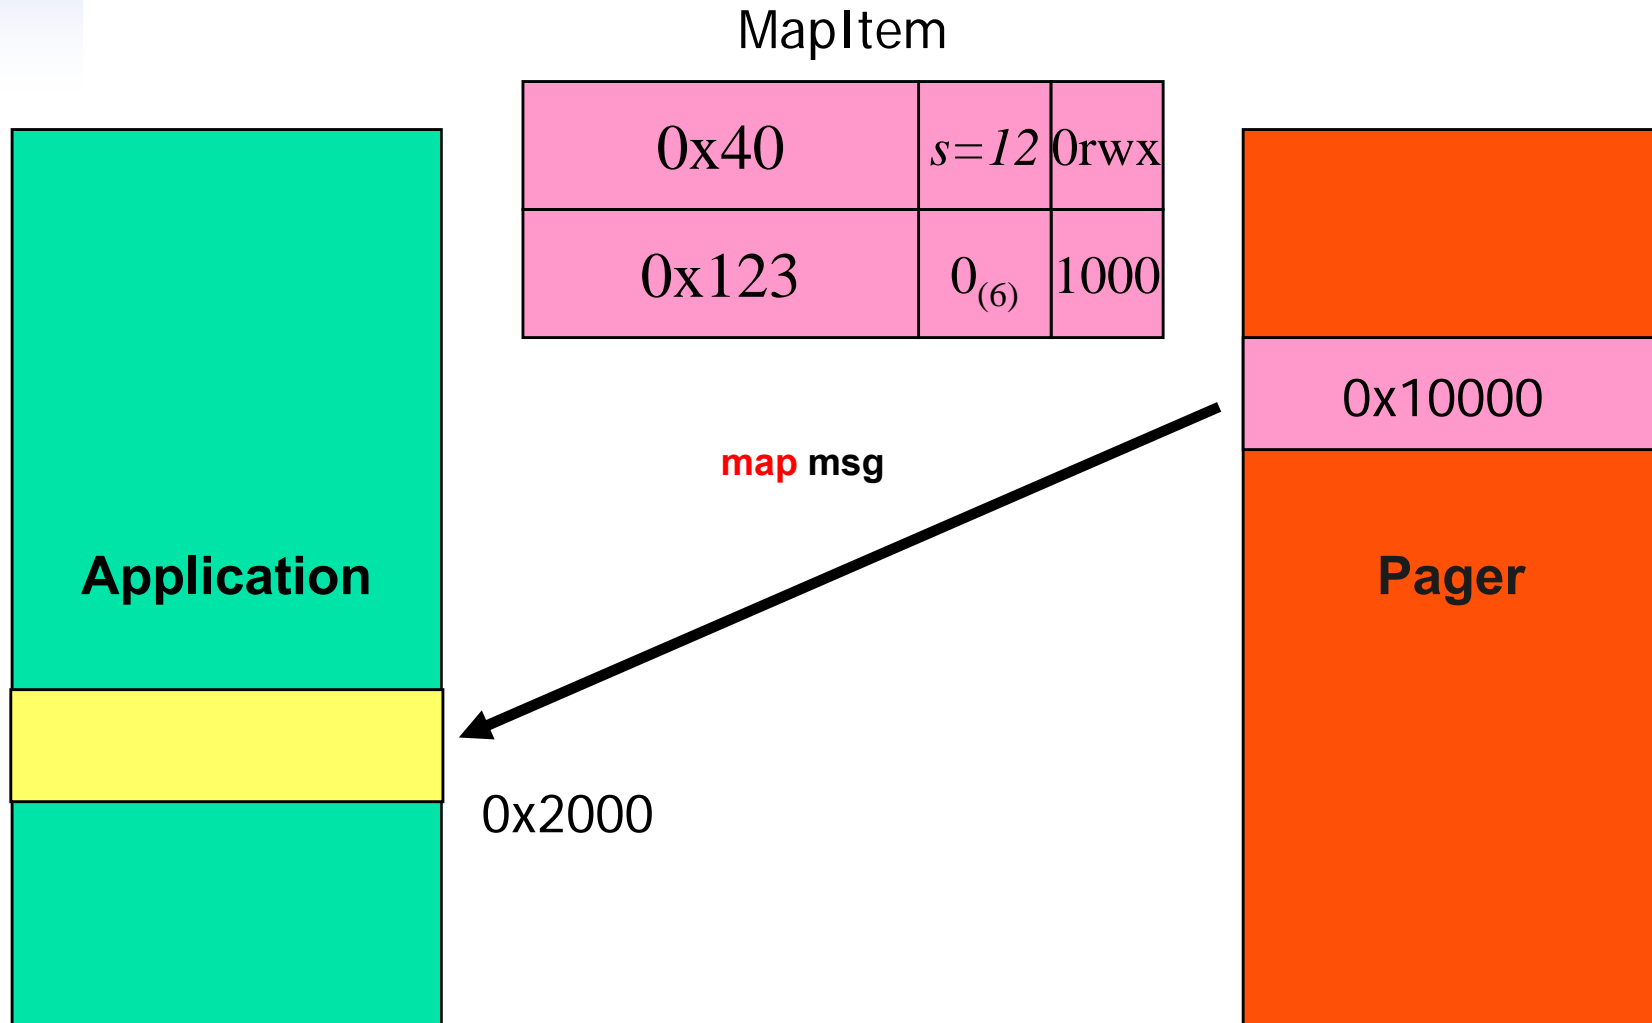 MapItem
0x40 s=12 0rwx
0x123 0(6) 1000
0x10000
map msg
Application
Pager
0x2000